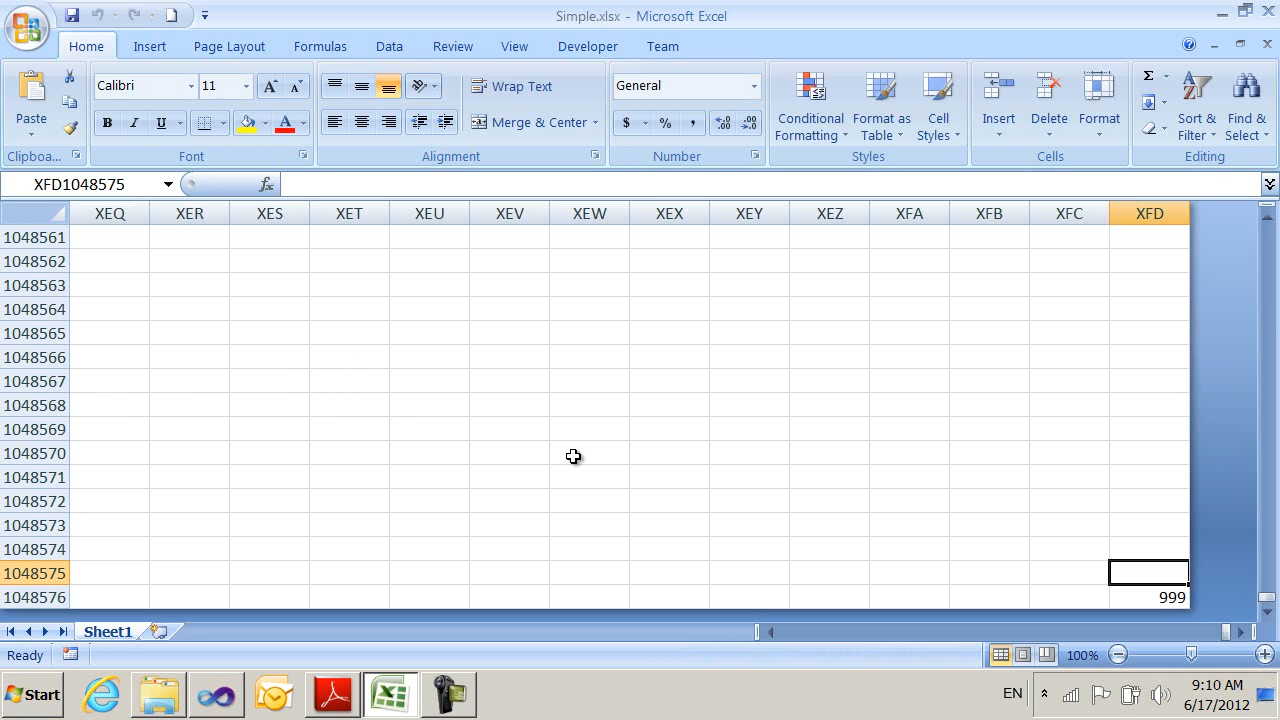 Simple.xlsx - Microsoft Excel
Home Insert Page Layout Formulas Data Review View Developer Team
Calibri 11 Wrap Text General
Paste B I U Merge & Center $ % , Conditional Formatting Format as Table Cell Styles Insert Delete Format Sort & Filter Find & Select
Clipboa... Font Alignment Number Styles Cells Editing
XFD1048575 fx
XEQ XER XES XET XEU XEV XEW XEX XEY XEZ XFA XFB XFC XFD
1048561
1048562
1048563
1048564
1048565
1048566
1048567
1048568
1048569
1048570
1048571
1048572
1048573
1048574
1048575
1048576 999
Sheet1
Ready 100%
Start EN 9:10 AM
6/17/2012